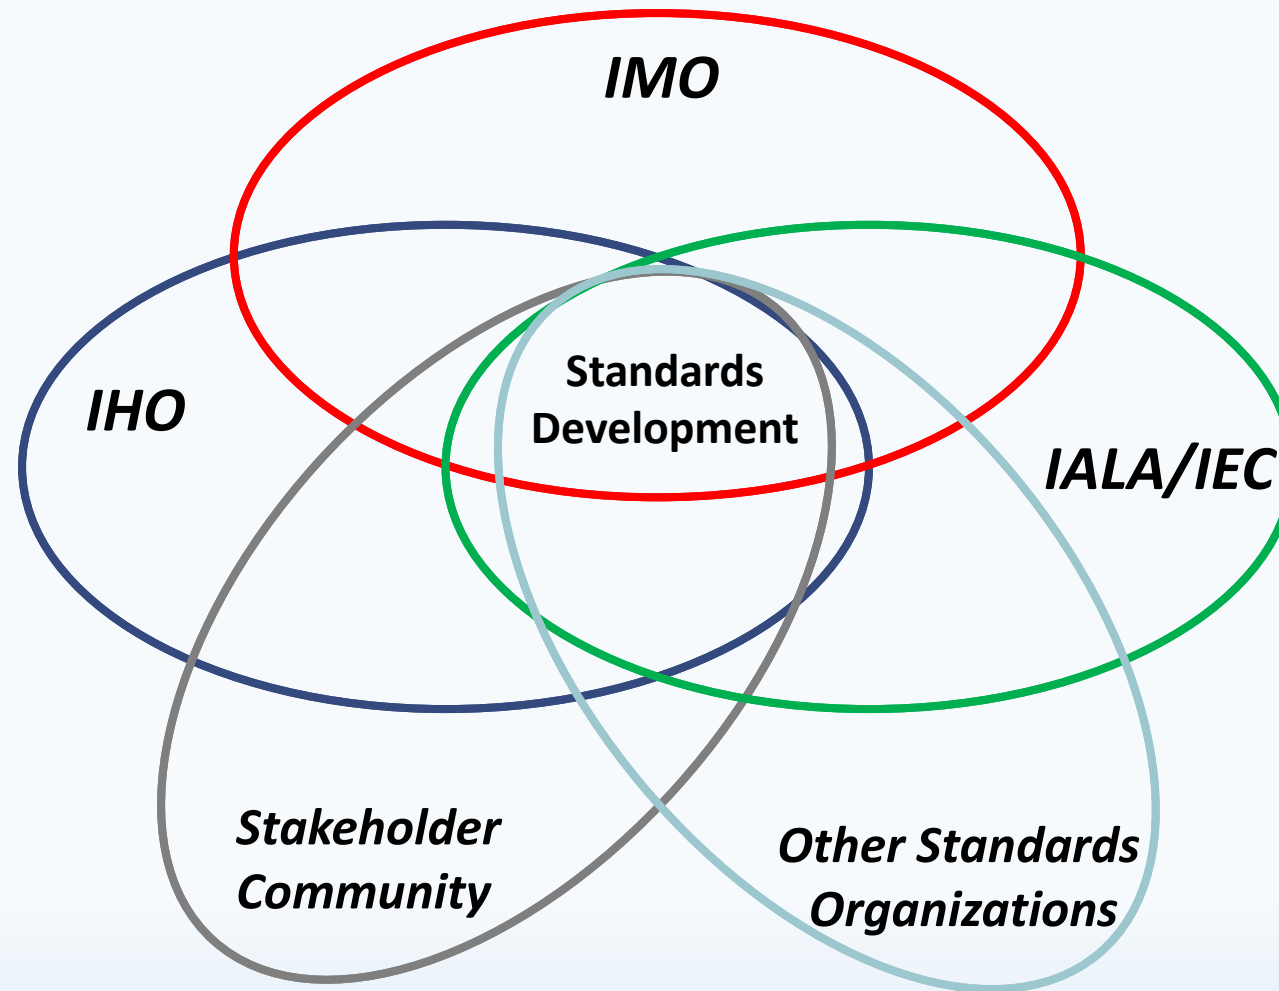 IMO
Standards
Development
IHO
IALA/IEC
Stakeholder
Community
Other Standards
Organizations